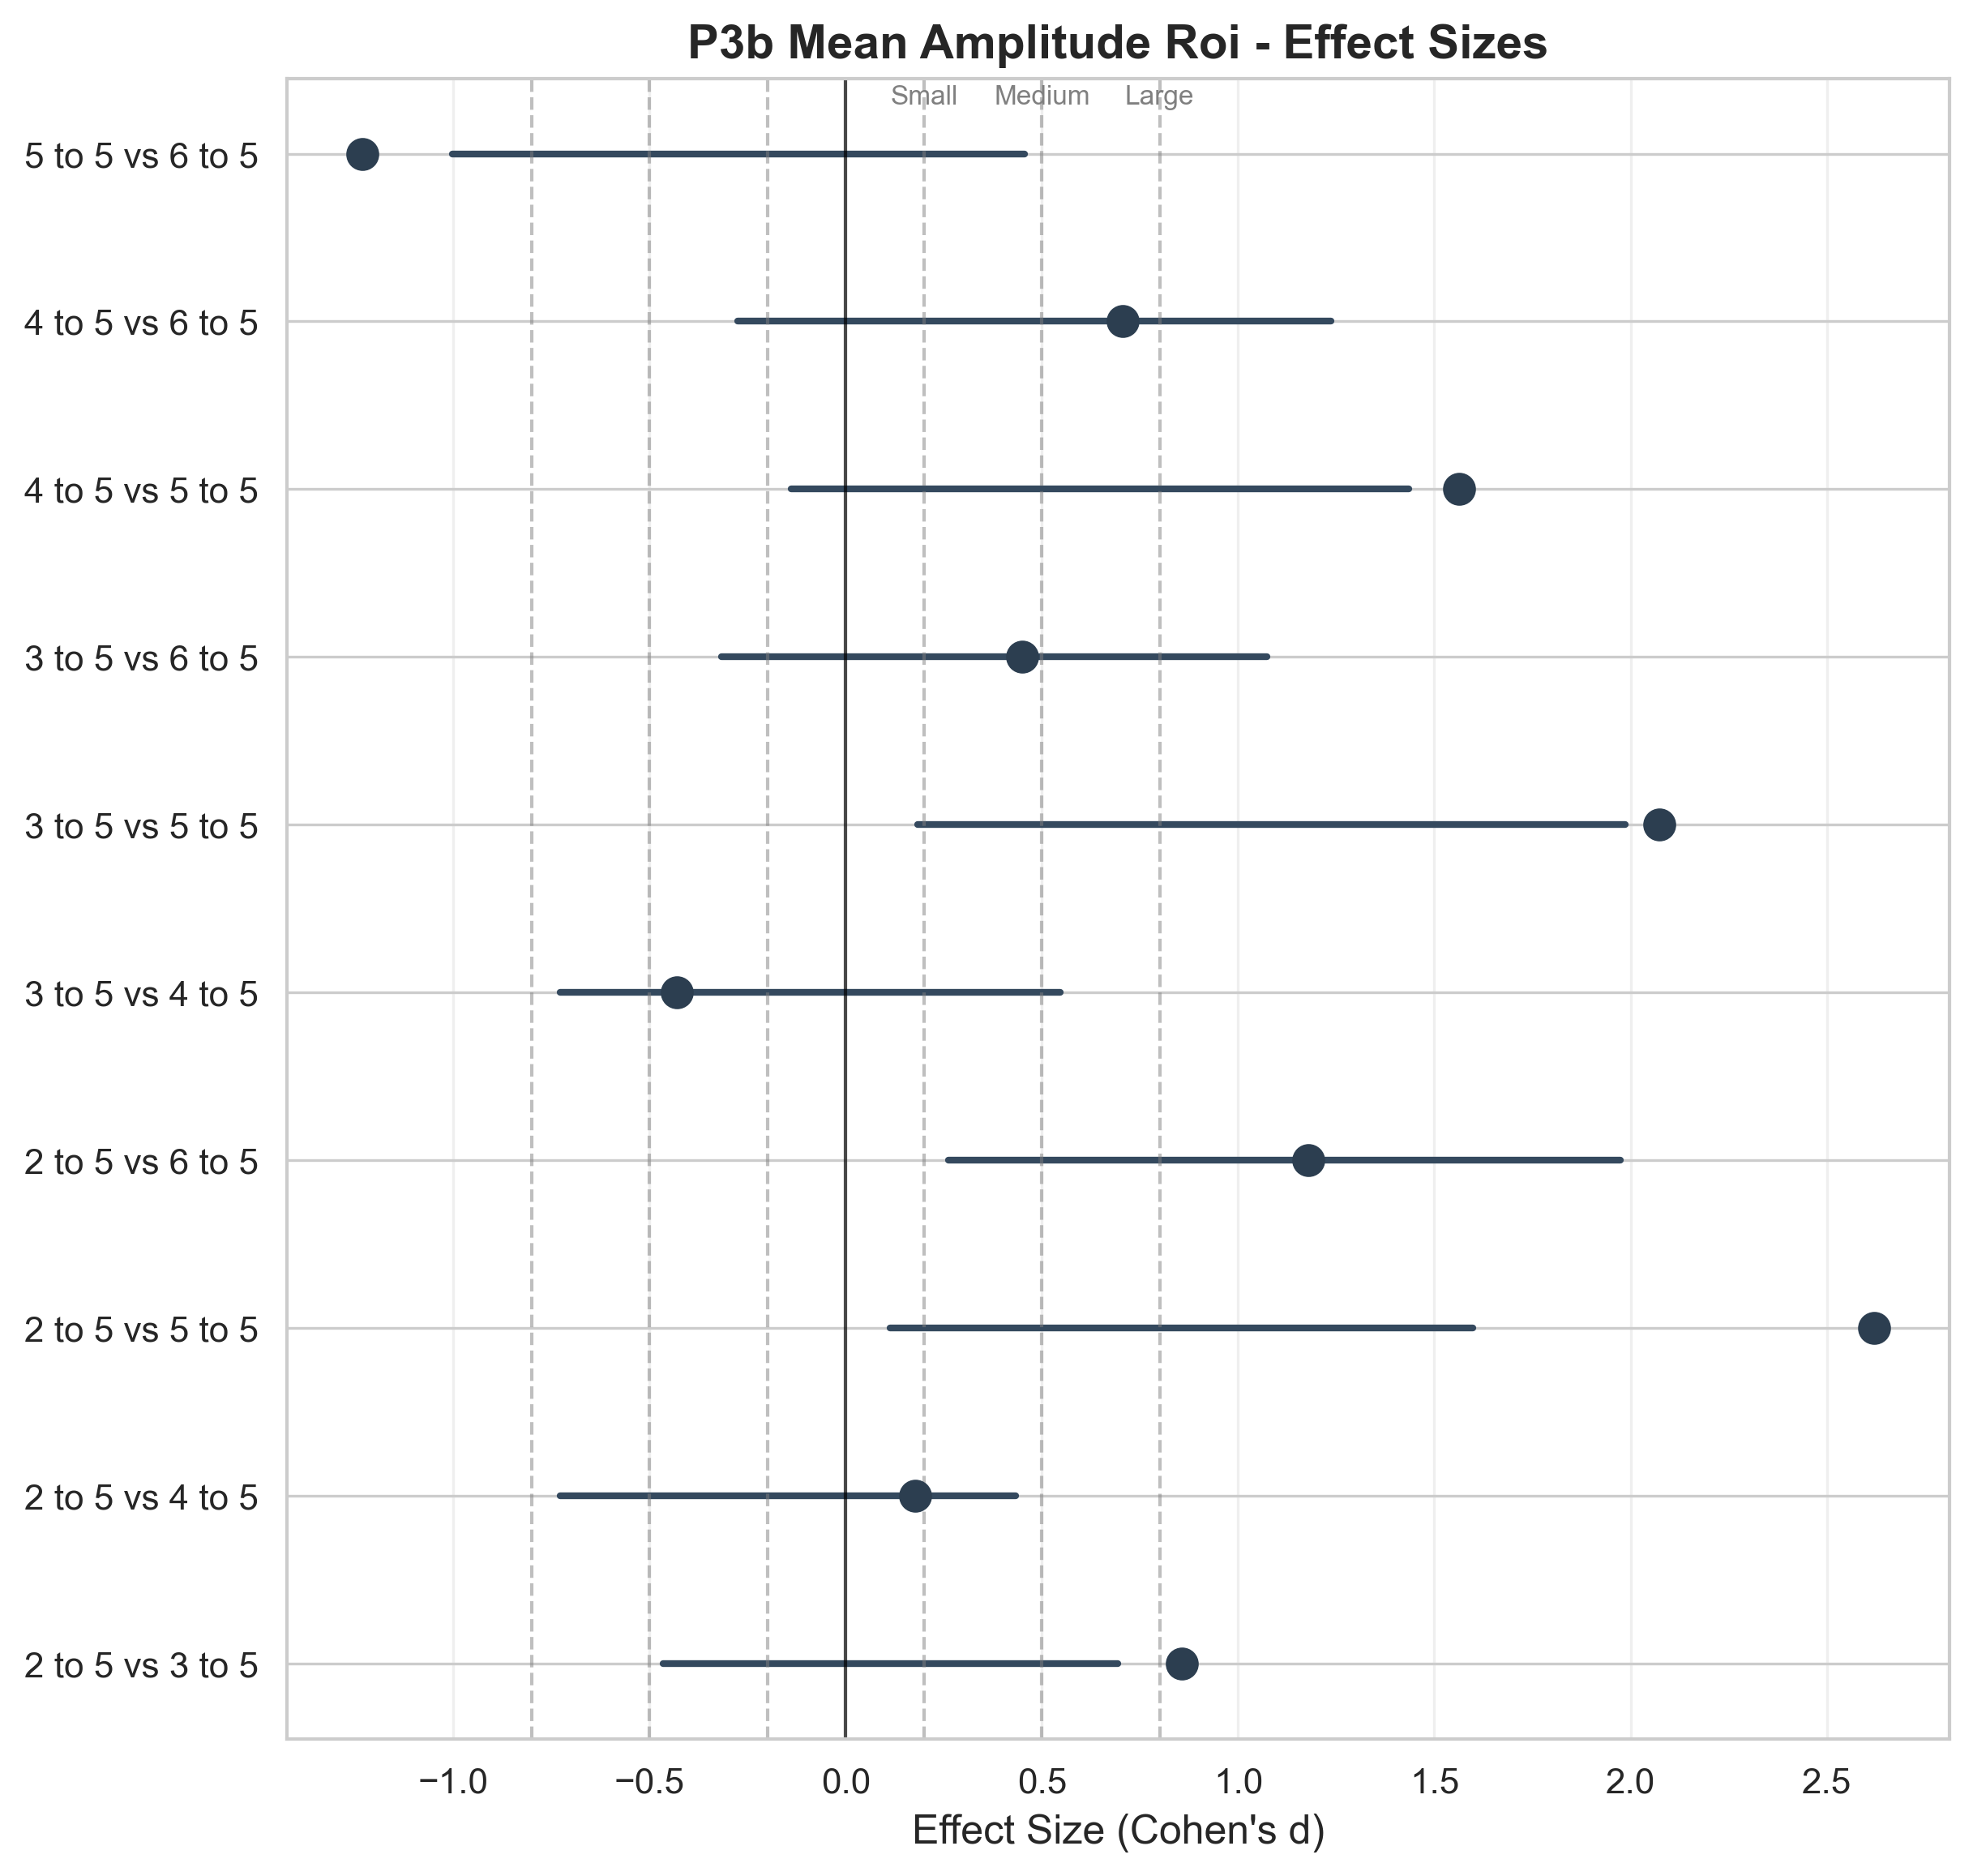 P3b Mean Amplitude Roi - Effect Sizes
Small Medium Large
5 to 5 vs 6 to 5
4 to 5 vs 6 to 5
4 to 5 vs 5 to 5
3 to 5 vs 6 to 5
3 to 5 vs 5 to 5
3 to 5 vs 4 to 5
2 to 5 vs 6 to 5
2 to 5 vs 5 to 5
2 to 5 vs 4 to 5
2 to 5 vs 3 to 5
−1.0 −0.5 0.0 0.5 1.0 1.5 2.0 2.5
Effect Size (Cohen's d)